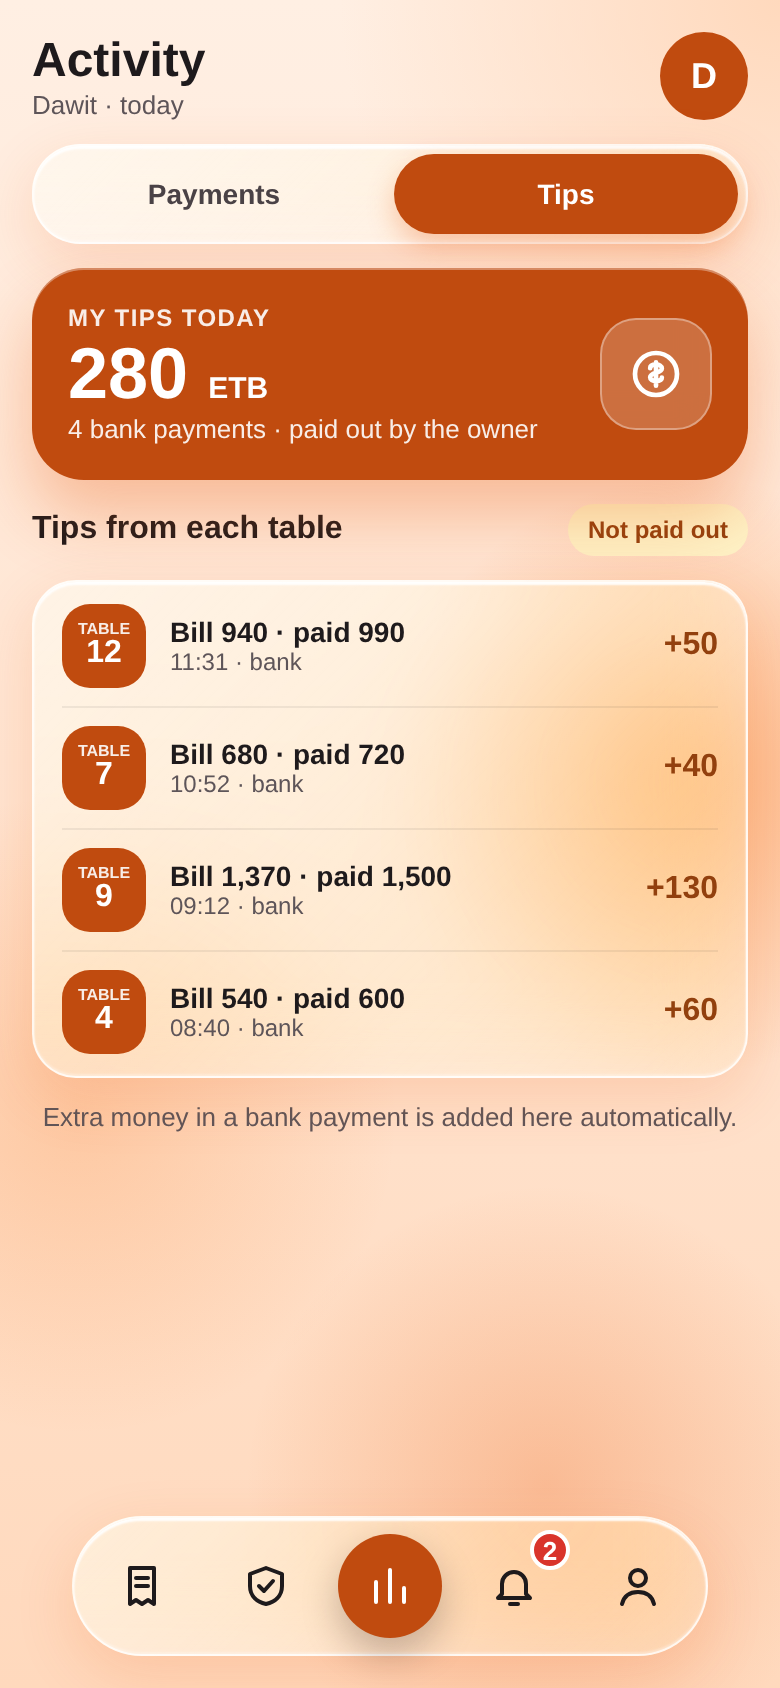 Activity
Dawit · today
D
Payments
Tips
MY TIPS TODAY
280 ETB
4 bank payments · paid out by the owner
Tips from each table
Not paid out
TABLE
12
Bill 940 · paid 990
11:31 · bank
+50
TABLE
7
Bill 680 · paid 720
10:52 · bank
+40
TABLE
9
Bill 1,370 · paid 1,500
09:12 · bank
+130
TABLE
4
Bill 540 · paid 600
08:40 · bank
+60
Extra money in a bank payment is added here automatically.
2